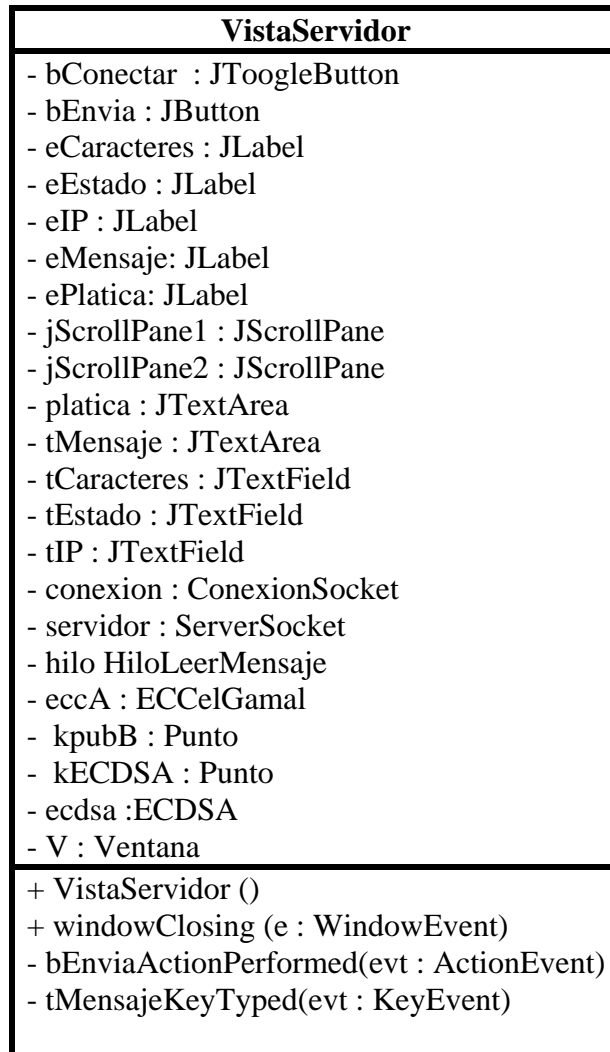 VistaServidor
- bConectar : JToogleButton
- bEnvia : JButton
- eCaracteres : JLabel
- eEstado : JLabel
- eIP : JLabel
- eMensaje: JLabel
- ePlatica: JLabel
- jScrollPane1 : JScrollPane
- jScrollPane2 : JScrollPane
- platica : JTextArea
- tMensaje : JTextArea
- tCaracteres : JTextField
- tEstado : JTextField
- tIP : JTextField
- conexion : ConexionSocket
- servidor : ServerSocket
- hilo HiloLeerMensaje
- eccA : ECCelGamal
- kpubB : Punto
- kECDSA : Punto
- ecdsa :ECDSA
- V : Ventana
+ VistaServidor ()
+ windowClosing (e : WindowEvent)
- bEnviaActionPerformed(evt : ActionEvent)
- tMensajeKeyTyped(evt : KeyEvent)